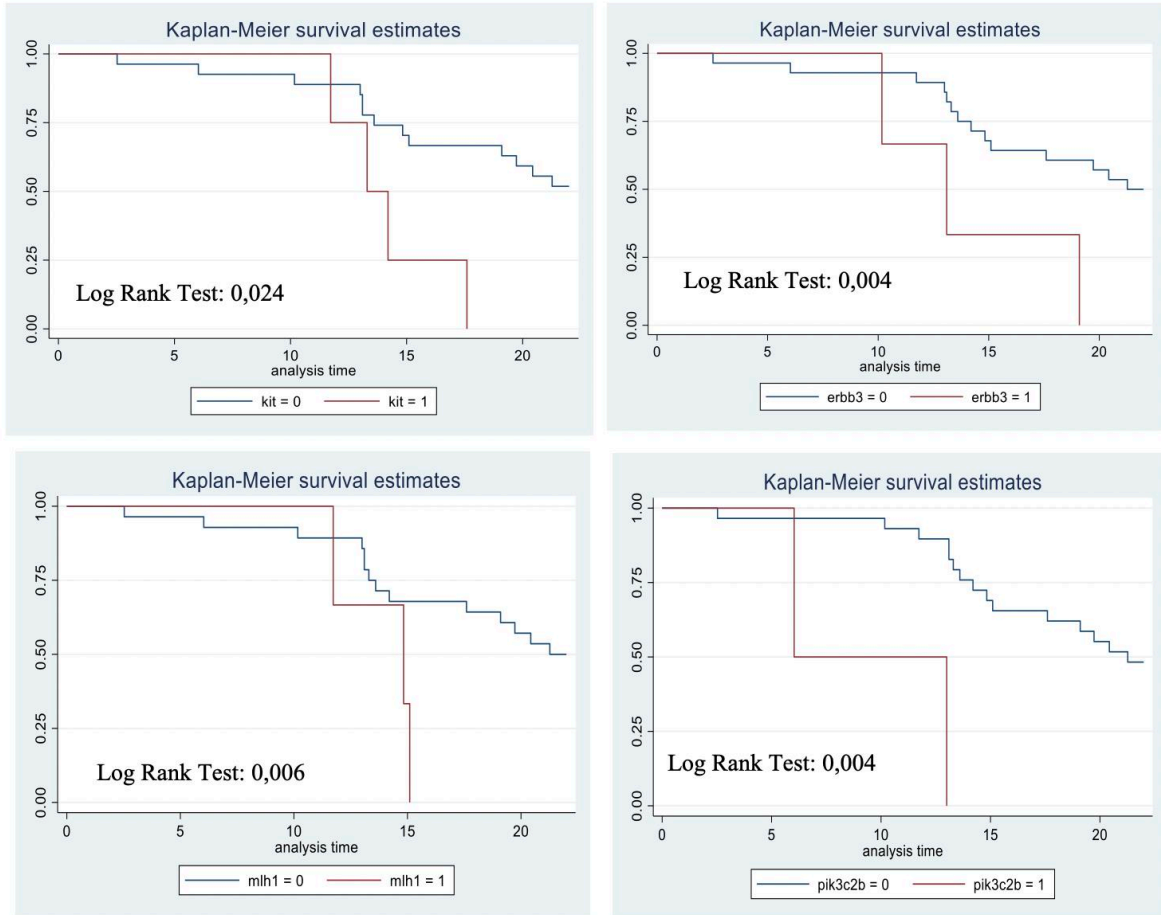 Kaplan-Meier survival estimates
1.00
0.75
0.50
0.25
0.00
Log Rank Test: 0,024
0 5 10 15 20
analysis time
kit = 0 kit = 1
Kaplan-Meier survival estimates
1.00
0.75
0.50
0.25
0.00
Log Rank Test: 0,004
0 5 10 15 20
analysis time
erbb3 = 0 erbb3 = 1
Kaplan-Meier survival estimates
1.00
0.75
0.50
0.25
0.00
Log Rank Test: 0,006
0 5 10 15 20
analysis time
mlh1 = 0 mlh1 = 1
Kaplan-Meier survival estimates
1.00
0.75
0.50
0.25
0.00
Log Rank Test: 0,004
0 5 10 15 20
analysis time
pik3c2b = 0 pik3c2b = 1